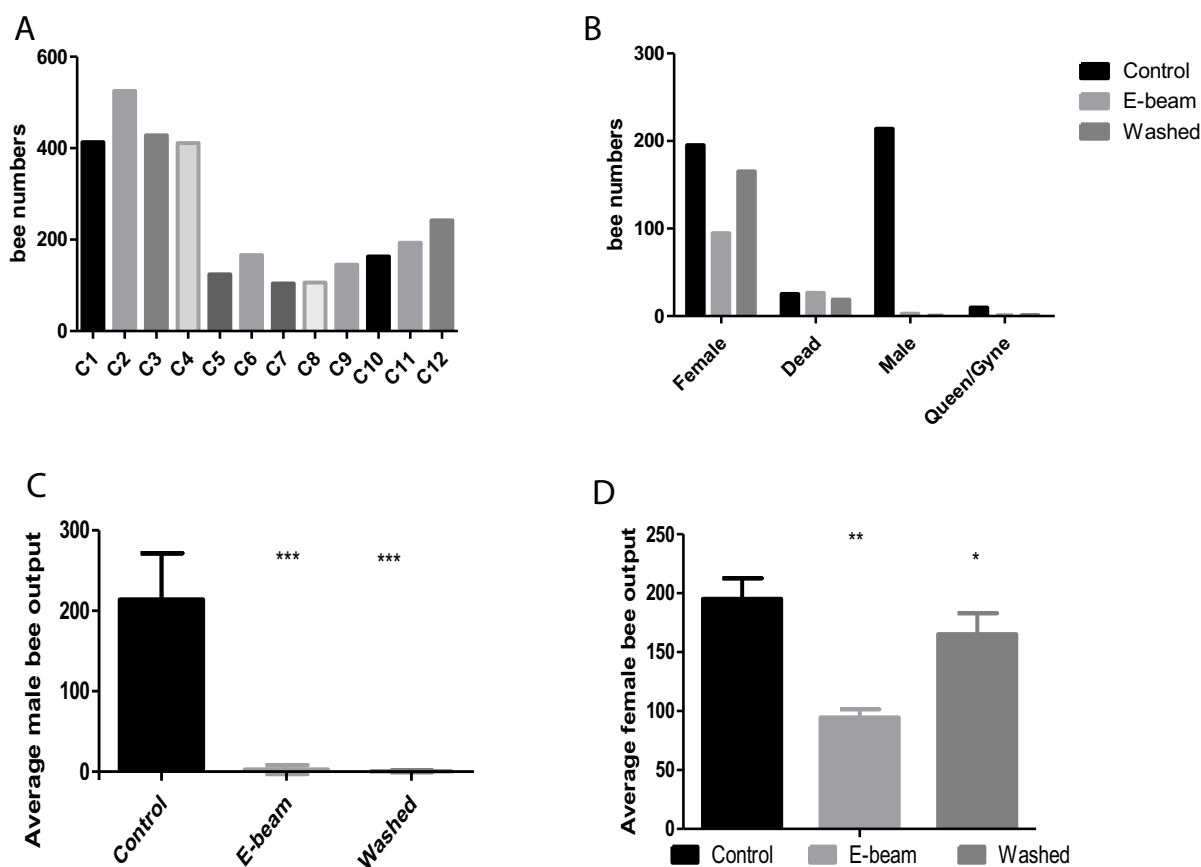 A
bee numbers
600
400
200
0
C1 C2 C3 C4 C5 C6 C7 C8 C9 C10 C11 C12
B
bee numbers
300
200
100
0
Female Dead Male Queen/Gyne
Control
E-beam
Washed
C
Average male bee output
300
200
100
0
*** ***
Control E-beam Washed
D
Average female bee output
250
200
150
100
50
0
** *
Control E-beam Washed